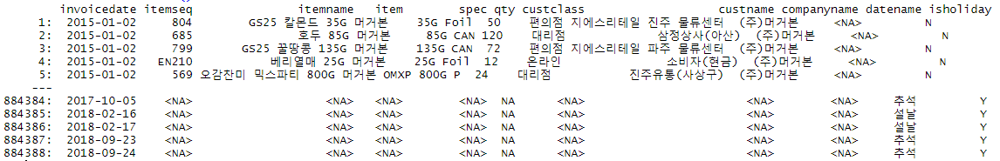 invoicedate itemseq itemname item spec qty custclass custname companyname datename isholiday
1: 2015-01-02 804 GS25 칼몬드 35G 머거본 35G Foil 50 편의점 지에스리테일 진주 물류센터 (주)머거본 <NA> N
2: 2015-01-02 685 호두 85G 머거본 85G CAN 120 대리점 삼정상사(아산) (주)머거본 <NA> N
3: 2015-01-02 799 GS25 꿀땅콩 135G 머거본 135G CAN 72 편의점 지에스리테일 파주 물류센터 (주)머거본 <NA> N
4: 2015-01-02 EN210 베리열매 25G 머거본 25G Foil 12 온라인 소비자(현금) (주)머거본 <NA> N
5: 2015-01-02 569 오감찬미 믹스파티 800G 머거본 OMXP 800G P 24 대리점 진주유통(사상구) (주)머거본 <NA> N
---
884384: 2017-10-05 <NA> <NA> <NA> <NA> NA <NA> <NA> <NA> 추석 Y
884385: 2018-02-16 <NA> <NA> <NA> <NA> NA <NA> <NA> <NA> 설날 Y
884386: 2018-02-17 <NA> <NA> <NA> <NA> NA <NA> <NA> <NA> 설날 Y
884387: 2018-09-23 <NA> <NA> <NA> <NA> NA <NA> <NA> <NA> 추석 Y
884388: 2018-09-24 <NA> <NA> <NA> <NA> NA <NA> <NA> <NA> 추석 Y